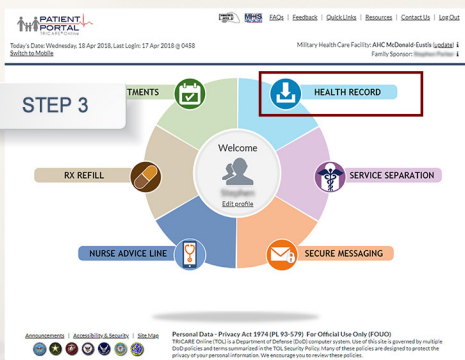 PATIENT
PORTAL
TRICARE Online
MHS
FAQs | Feedback | Quick Links | Resources | Contact Us | Log Out
Today's Date: Wednesday, 18 Apr 2018, Last Login: 17 Apr 2018 @ 0458
Switch to Mobile
Military Health Care Facility: AHC McDonald-Eustis (update)
Family Sponsor:
STEP 3
TMENTS
HEALTH RECORD
Welcome
Edit profile
RX REFILL
SERVICE SEPARATION
NURSE ADVICE LINE
SECURE MESSAGING
Announcements | Accessibility & Security | Site Map
Personal Data - Privacy Act 1974 (PL 93-579) For Official Use Only (FOUO)
TRICARE Online (TOL) is a Department of Defense (DoD) computer system. Use of this site is governed by multiple
DoD policies and terms summarized in the TOL Security Policy. Many of these policies are designed to protect the
privacy of your personal information. We encourage you to review these policies.